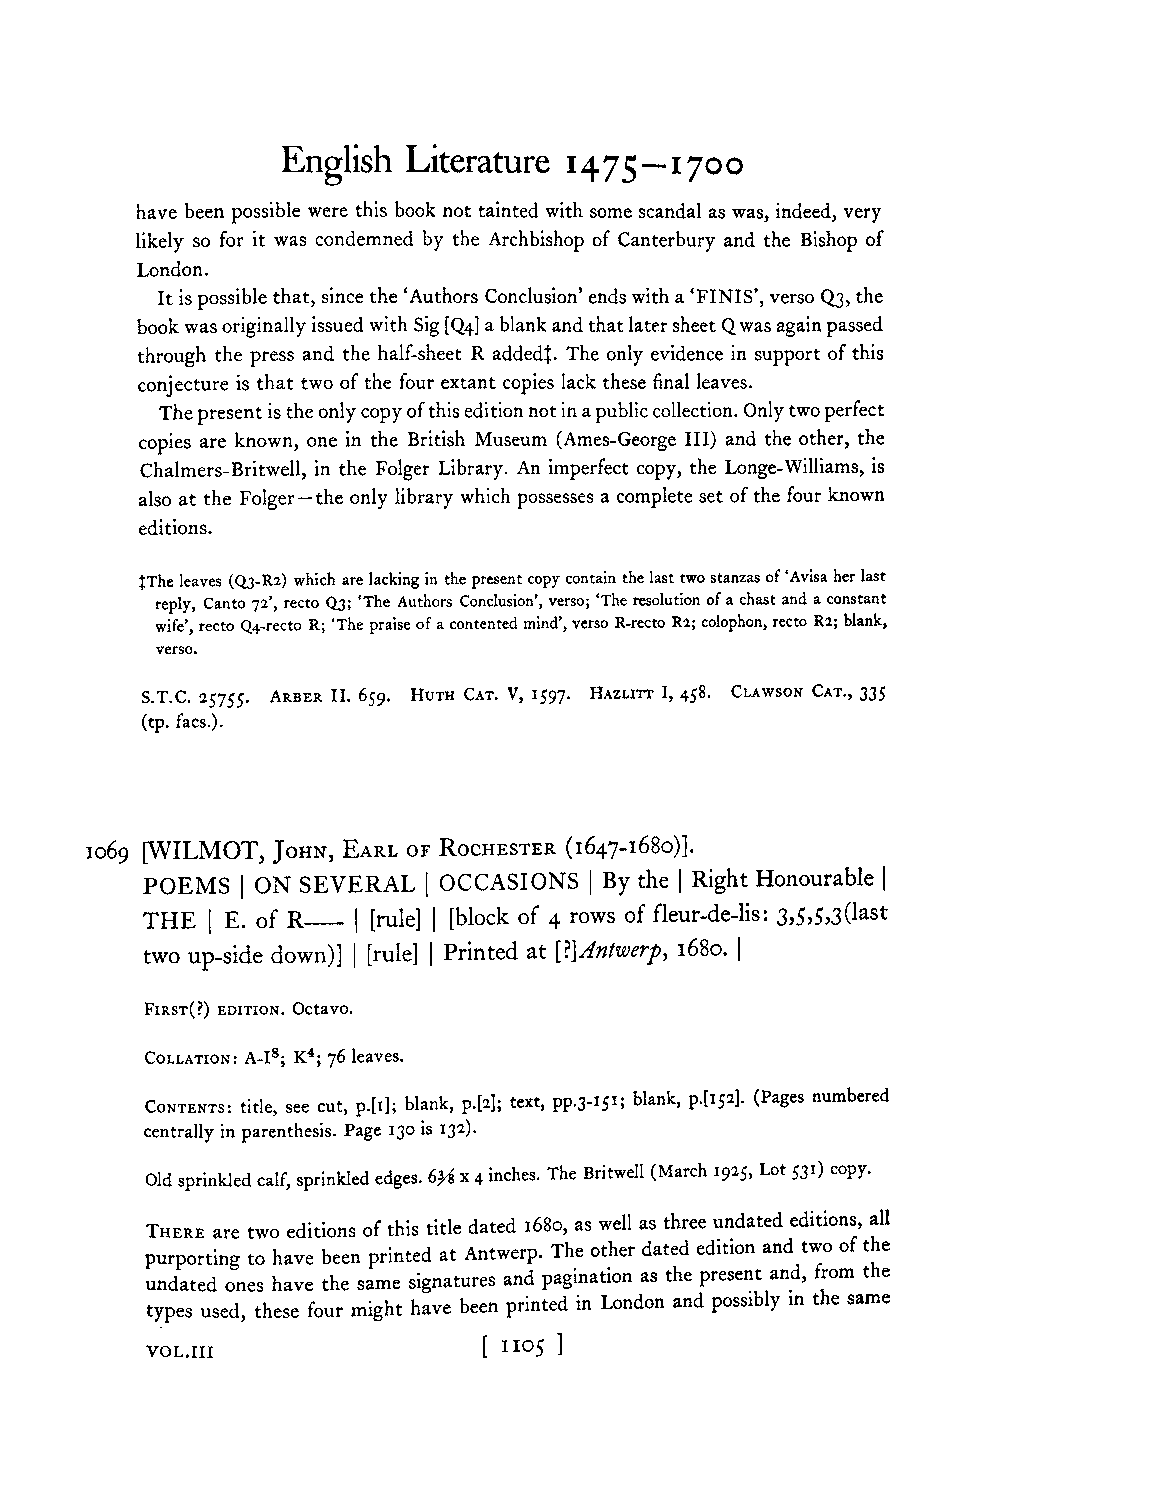 English Literature 1475—1700
have been possible were this book not tainted with some scandal as was, indeed, very
likely so for it was condemned by the Archbishop of Canterbury and the Bishop of
London.
It is possible that, since the ‘Authors Conclusion’ ends with a ‘FINIS’, verso Q3, the
book was originally issued with Sig [Q4] a blank and that later sheet Q was again passed
through the press and the half-sheet R added‡. The only evidence in support of this
conjecture is that two of the four extant copies lack these final leaves.
The present is the only copy of this edition not in a public collection. Only two perfect
copies are known, one in the British Museum (Ames-George III) and the other, the
Chalmers-Britwell, in the Folger Library. An imperfect copy, the Longe-Williams, is
also at the Folger—the only library which possesses a complete set of the four known
editions.
‡The leaves (Q3-R2) which are lacking in the present copy contain the last two stanzas of ‘Avisa her last
reply, Canto 72’, recto Q3; ‘The Authors Conclusion’, verso; ‘The resolution of a chast and a constant
wife’, recto Q4-recto R; ‘The praise of a contented mind’, verso R-recto R2; colophon, recto R2; blank,
verso.
S.T.C. 25755. ARBER II. 659. HUTH CAT. V, 1597. HAZLITT I, 458. CLAWSON CAT., 335
(tp. facs.).
1069 [WILMOT, JOHN, EARL OF ROCHESTER (1647-1680)].
POEMS | ON SEVERAL | OCCASIONS | By the | Right Honourable |
THE | E. of R—— | [rule] | [block of 4 rows of fleur-de-lis: 3,5,5,3(last
two up-side down)] | [rule] | Printed at [?]Antwerp, 1680. |
FIRST(?) EDITION. Octavo.
COLLATION: A-I⁸; K⁴; 76 leaves.
CONTENTS: title, see cut, p.[1]; blank, p.[2]; text, pp.3-151; blank, p.[152]. (Pages numbered
centrally in parenthesis. Page 130 is 132).
Old sprinkled calf, sprinkled edges. 6⅜ x 4 inches. The Britwell (March 1925, Lot 531) copy.
THERE are two editions of this title dated 1680, as well as three undated editions, all
purporting to have been printed at Antwerp. The other dated edition and two of the
undated ones have the same signatures and pagination as the present and, from the
types used, these four might have been printed in London and possibly in the same
VOL.III [ 1105 ]